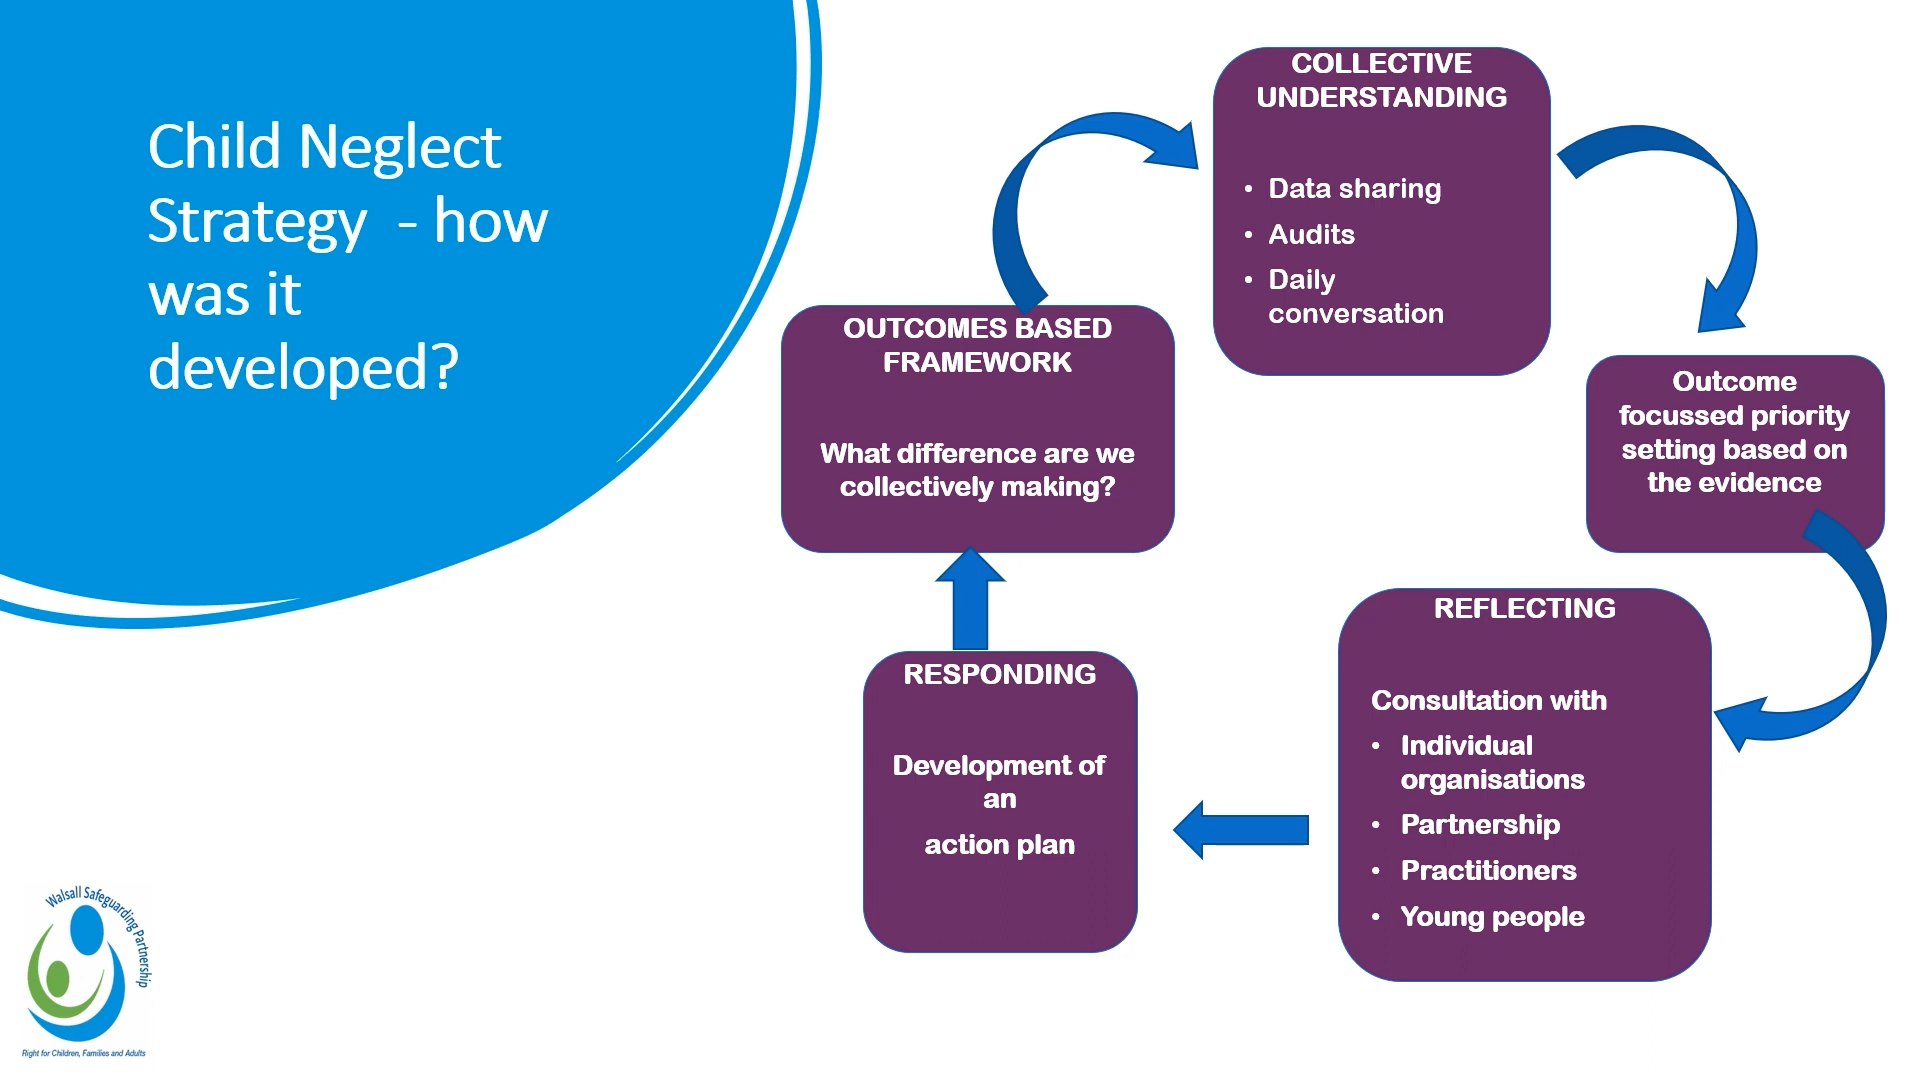 Child Neglect
Strategy  - how
was it
developed?
COLLECTIVE
UNDERSTANDING
• Data sharing
• Audits
• Daily
conversation
Outcome
focussed priority
setting based on
the evidence
REFLECTING
Consultation with
• Individual
organisations
• Partnership
• Practitioners
• Young people
RESPONDING
Development of
an
action plan
OUTCOMES BASED
FRAMEWORK
What difference are we
collectively making?
Walsall Safeguarding Partnership
Right for Children, Families and Adults